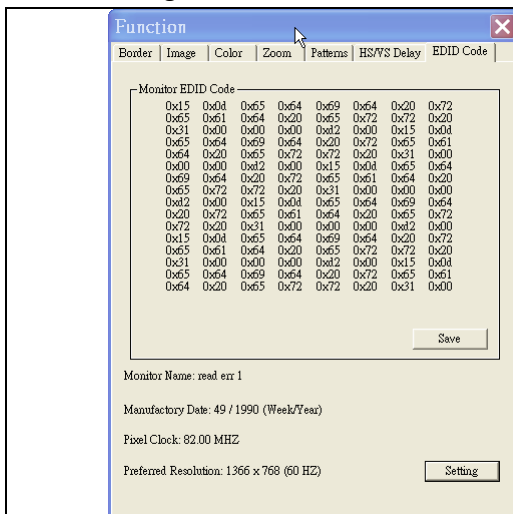 Function
Border Image Color Zoom Patterns HS/VS Delay EDID Code
Monitor EDID Code
0x15 0x0d 0x65 0x64 0x69 0x64 0x20 0x72
0x65 0x61 0x64 0x20 0x65 0x72 0x72 0x20
0x31 0x00 0x00 0x00 0xd2 0x00 0x15 0x0d
0x65 0x64 0x69 0x64 0x20 0x72 0x65 0x61
0x64 0x20 0x65 0x72 0x72 0x20 0x31 0x00
0x00 0x00 0xd2 0x00 0x15 0x0d 0x65 0x64
0x69 0x64 0x20 0x72 0x65 0x61 0x64 0x20
0x65 0x72 0x72 0x20 0x31 0x00 0x00 0x00
0xd2 0x00 0x15 0x0d 0x65 0x64 0x69 0x64
0x20 0x72 0x65 0x61 0x64 0x20 0x65 0x72
0x72 0x20 0x31 0x00 0x00 0x00 0xd2 0x00
0x15 0x0d 0x65 0x64 0x69 0x64 0x20 0x72
0x65 0x61 0x64 0x20 0x65 0x72 0x72 0x20
0x31 0x00 0x00 0x00 0xd2 0x00 0x15 0x0d
0x65 0x64 0x69 0x64 0x20 0x72 0x65 0x61
0x64 0x20 0x65 0x72 0x72 0x20 0x31 0x00
Save
Monitor Name: read err 1
Manufactory Date: 49 / 1990 (Week/Year)
Pixel Clock: 82.00 MHZ
Preferred Resolution: 1366 x 768 (60 HZ)
Setting